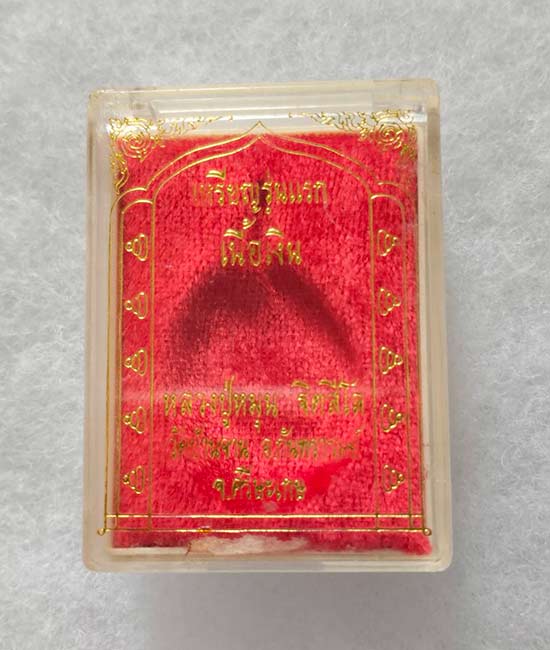 เหรียญรุ่นแรก
เนื้อเงิน
หลวงปู่หมุน ฐิตสีโล
วัดบ้านจาน อ.กันทรารมย์
จ.ศรีษะเกษ